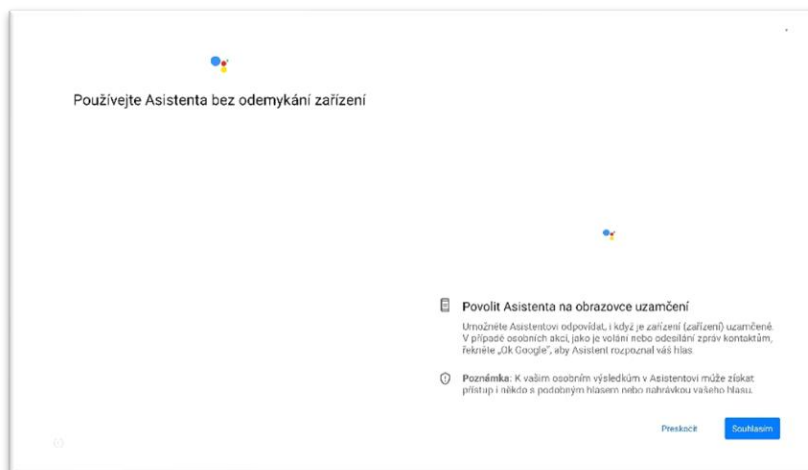 Používejte Asistenta bez odemykání zařízení
Povolit Asistenta na obrazovce uzamčení
Umožněte Asistentovi odpovídat, i když je zařízení (zařízení) uzamčené.
V případě osobních akcí, jako je volání nebo odesílání zpráv kontaktům,
řekněte „Ok Google“, aby Asistent rozpoznal váš hlas.
Poznámka: K vašim osobním výsledkům v Asistentovi může získat
přístup i někdo s podobným hlasem nebo nahrávkou vašeho hlasu.
Preskocit
Souhlasim